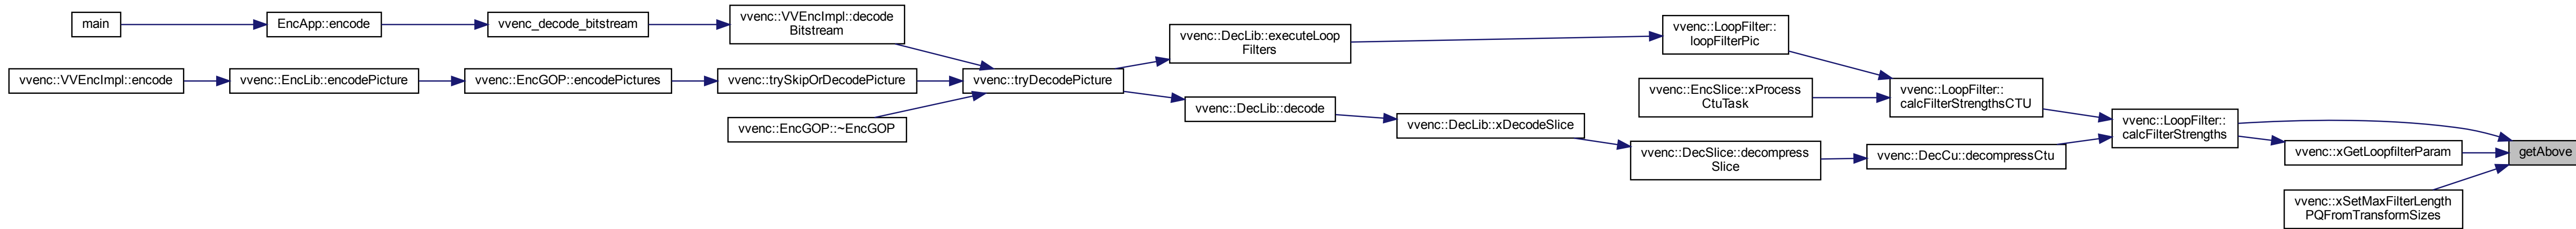 main
EncApp::encode
vvenc_decode_bitstream
vvenc::VVEncImpl::decode
Bitstream
vvenc::VVEncImpl::encode
vvenc::EncLib::encodePicture
vvenc::EncGOP::encodePictures
vvenc::trySkipOrDecodePicture
vvenc::EncGOP::~EncGOP
vvenc::tryDecodePicture
vvenc::DecLib::executeLoop
Filters
vvenc::DecLib::decode
vvenc::DecLib::xDecodeSlice
vvenc::LoopFilter::
loopFilterPic
vvenc::EncSlice::xProcess
CtuTask
vvenc::DecSlice::decompress
Slice
vvenc::LoopFilter::
calcFilterStrengthsCTU
vvenc::DecCu::decompressCtu
vvenc::LoopFilter::
calcFilterStrengths
vvenc::xGetLoopfilterParam
vvenc::xSetMaxFilterLength
PQFromTransformSizes
getAbove